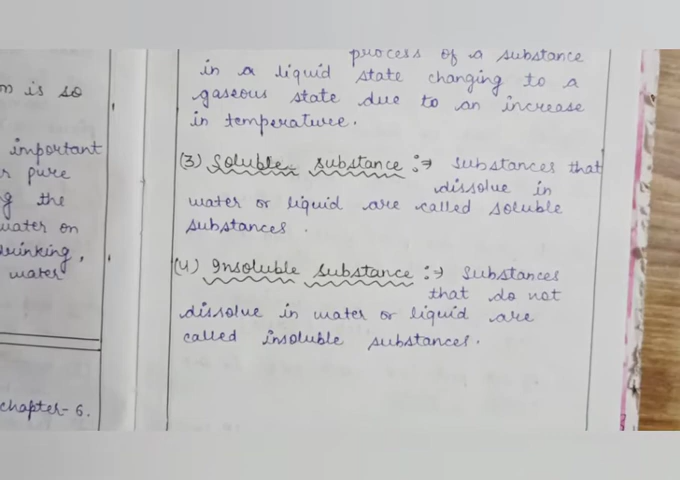 m is so
important
r pure
g the
water on
drinking,
water
chapter-6.
process of a substance
in a liquid state changing to a
gaseous state due to an increase
in temperature.
(3) Soluble substance :→ Substances that
dissolve in
water or liquid are called soluble
substances.
(4) Insoluble substance :→ Substances
that do not
dissolve in water or liquid are
called insoluble substances.